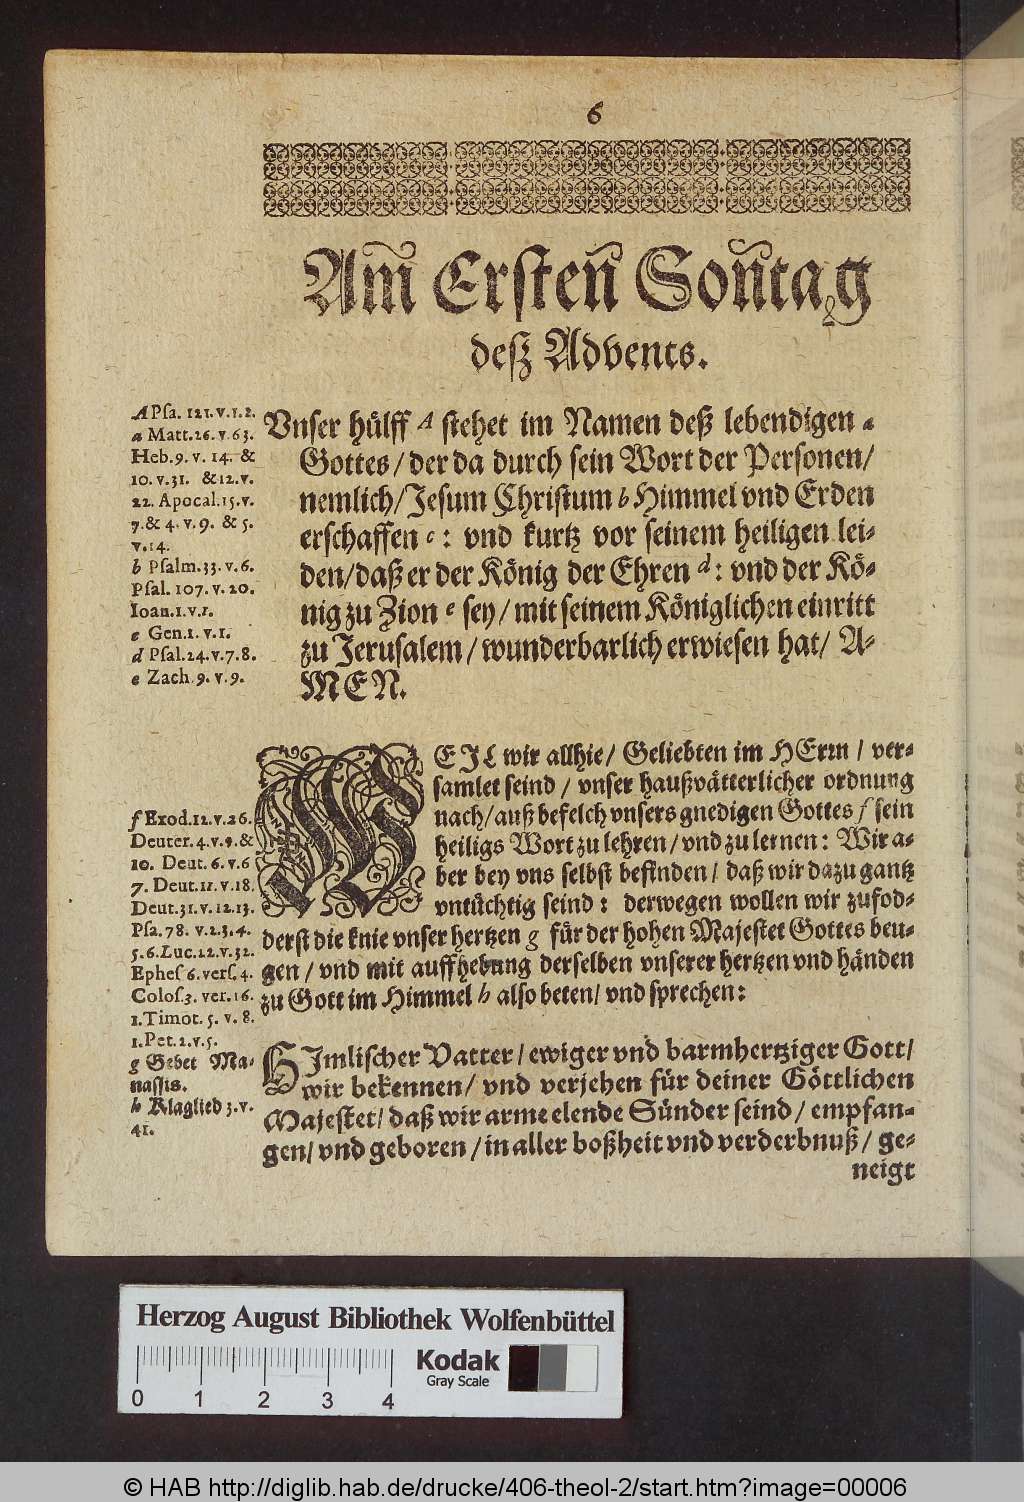 6
Am̃ Ersteñ Soñtag
deß Advents.
A Psa. 121. v. 1. 2.
a Matt. 26. v. 63.
Heb. 9. v. 14. &
10. v. 31. & 12. v.
22. Apocal. 15. v.
7. & 4. v. 9. & 5.
v. 14.
b Psalm. 33. v. 6.
Psal. 107. v. 20.
Ioan. 1. v. 1.
c Gen. 1. v. 1.
d Psal. 24. v. 7. 8.
e Zach. 9. v. 9.
Vnser hülff A stehet im Namen deß lebendigen a
Gottes / der da durch sein Wort der Personen /
nemlich / Jesum Christum b Himmel vnd Erden
erschaffen c : vnd kurtz vor seinem heiligen lei-
den / daß er der König der Ehren d : vnd der Kö-
nig zu Zion e sey / mit seinem Königlichen einritt
zu Jerusalem / wunderbarlich erwiesen hat / A-
MEN.
f Exod. 12. v. 26.
Deuter. 4. v. 9. &
10. Deut. 6. v. 6
7. Deut. 11. v. 18.
Deut. 31. v. 12. 13.
Psa. 78. v. 2. 3. 4.
5. 6. Luc. 12. v. 32.
Ephes 6. vers. 4.
Colos. 3. ver. 16.
1. Timot. 5. v. 8.
1. Pet. 2. v. 5.
g Gebet Ma-
nassis.
h Klaglied 3. v.
41.
WEIL wir allhie / Geliebten im HErrn / ver-
samlet seind / vnser haußvätterlicher ordnung
nach / auß befelch vnsers gnedigen Gottes f sein
heiligs Wort zu lehren / vnd zu lernen : Wir a-
ber bey vns selbst befinden / daß wir dazu gantz
vntüchtig seind : derwegen wollen wir zufod-
derst die knie vnser hertzen g für der hohen Majestet Gottes beu-
gen / vnd mit auffhebung derselben vnserer hertzen vnd händen
zu Gott im Himmel h also beten / vnd sprechen :
HImlischer Vatter / ewiger vnd barmhertziger Gott /
wir bekennen / vnd verjehen für deiner Göttlichen
Majestet / daß wir arme elende Sünder seind / empfan-
gen / vnd geboren / in aller boßheit vnd verderbnuß / ge-
neigt
Herzog August Bibliothek Wolfenbüttel
0 1 2 3 4
Kodak
Gray Scale
© HAB http://diglib.hab.de/drucke/406-theol-2/start.htm?image=00006